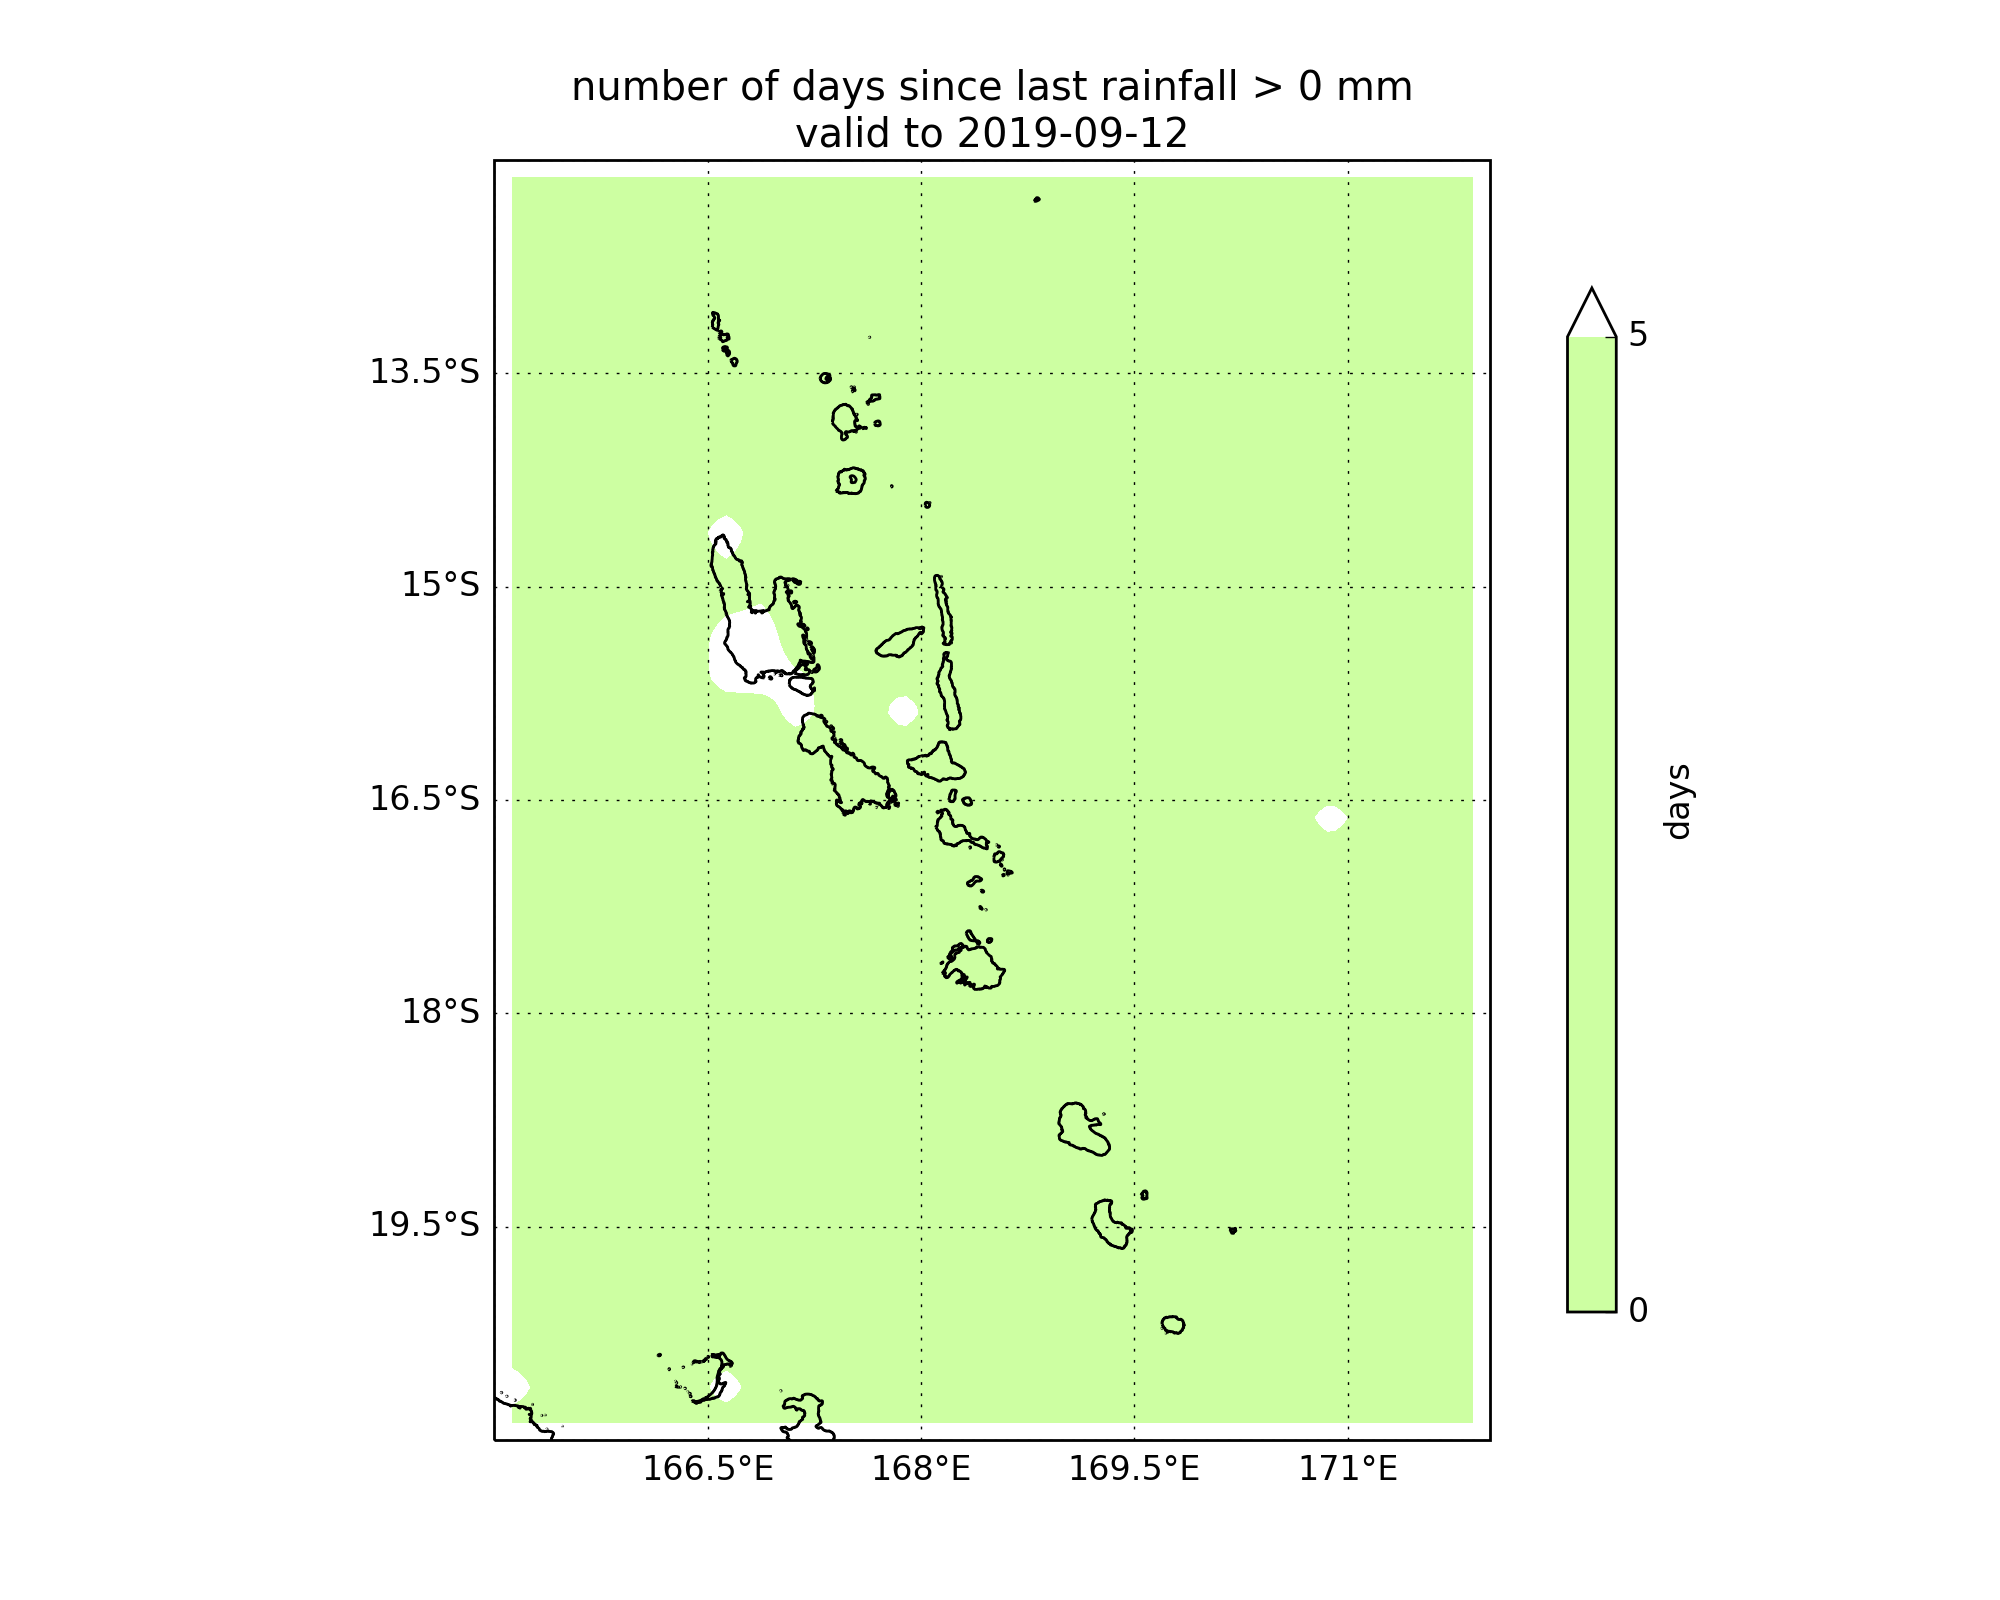 number of days since last rainfall > 0 mm
valid to 2019-09-12
13.5°S
15°S
16.5°S
18°S
19.5°S
166.5°E
168°E
169.5°E
171°E
5
0
days